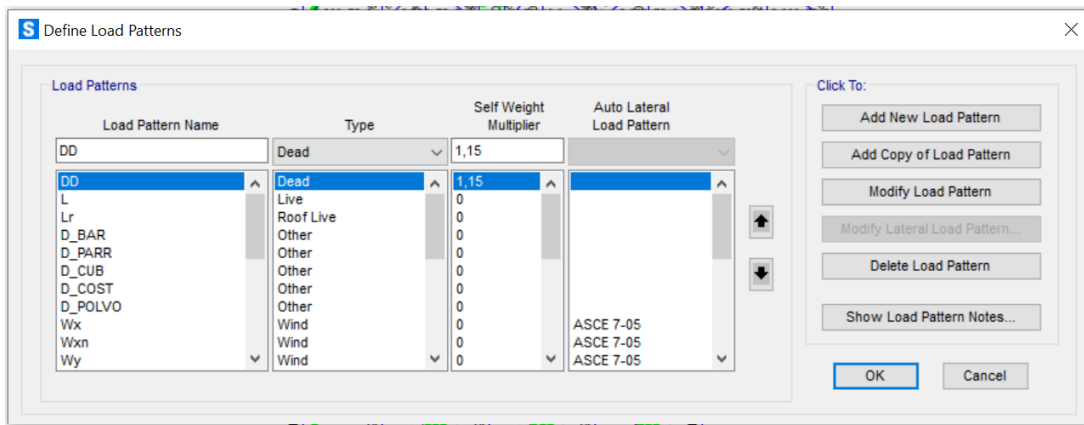 S Define Load Patterns
Load Patterns
Load Pattern Name Type Self Weight Multiplier Auto Lateral Load Pattern
DD Dead 1,15
DD Dead 1,15
L Live 0
Lr Roof Live 0
D_BAR Other 0
D_PARR Other 0
D_CUB Other 0
D_COST Other 0
D_POLVO Other 0
Wx Wind 0 ASCE 7-05
Wxn Wind 0 ASCE 7-05
Wy Wind 0 ASCE 7-05
Click To:
Add New Load Pattern
Add Copy of Load Pattern
Modify Load Pattern
Modify Lateral Load Pattern...
Delete Load Pattern
Show Load Pattern Notes...
OK Cancel